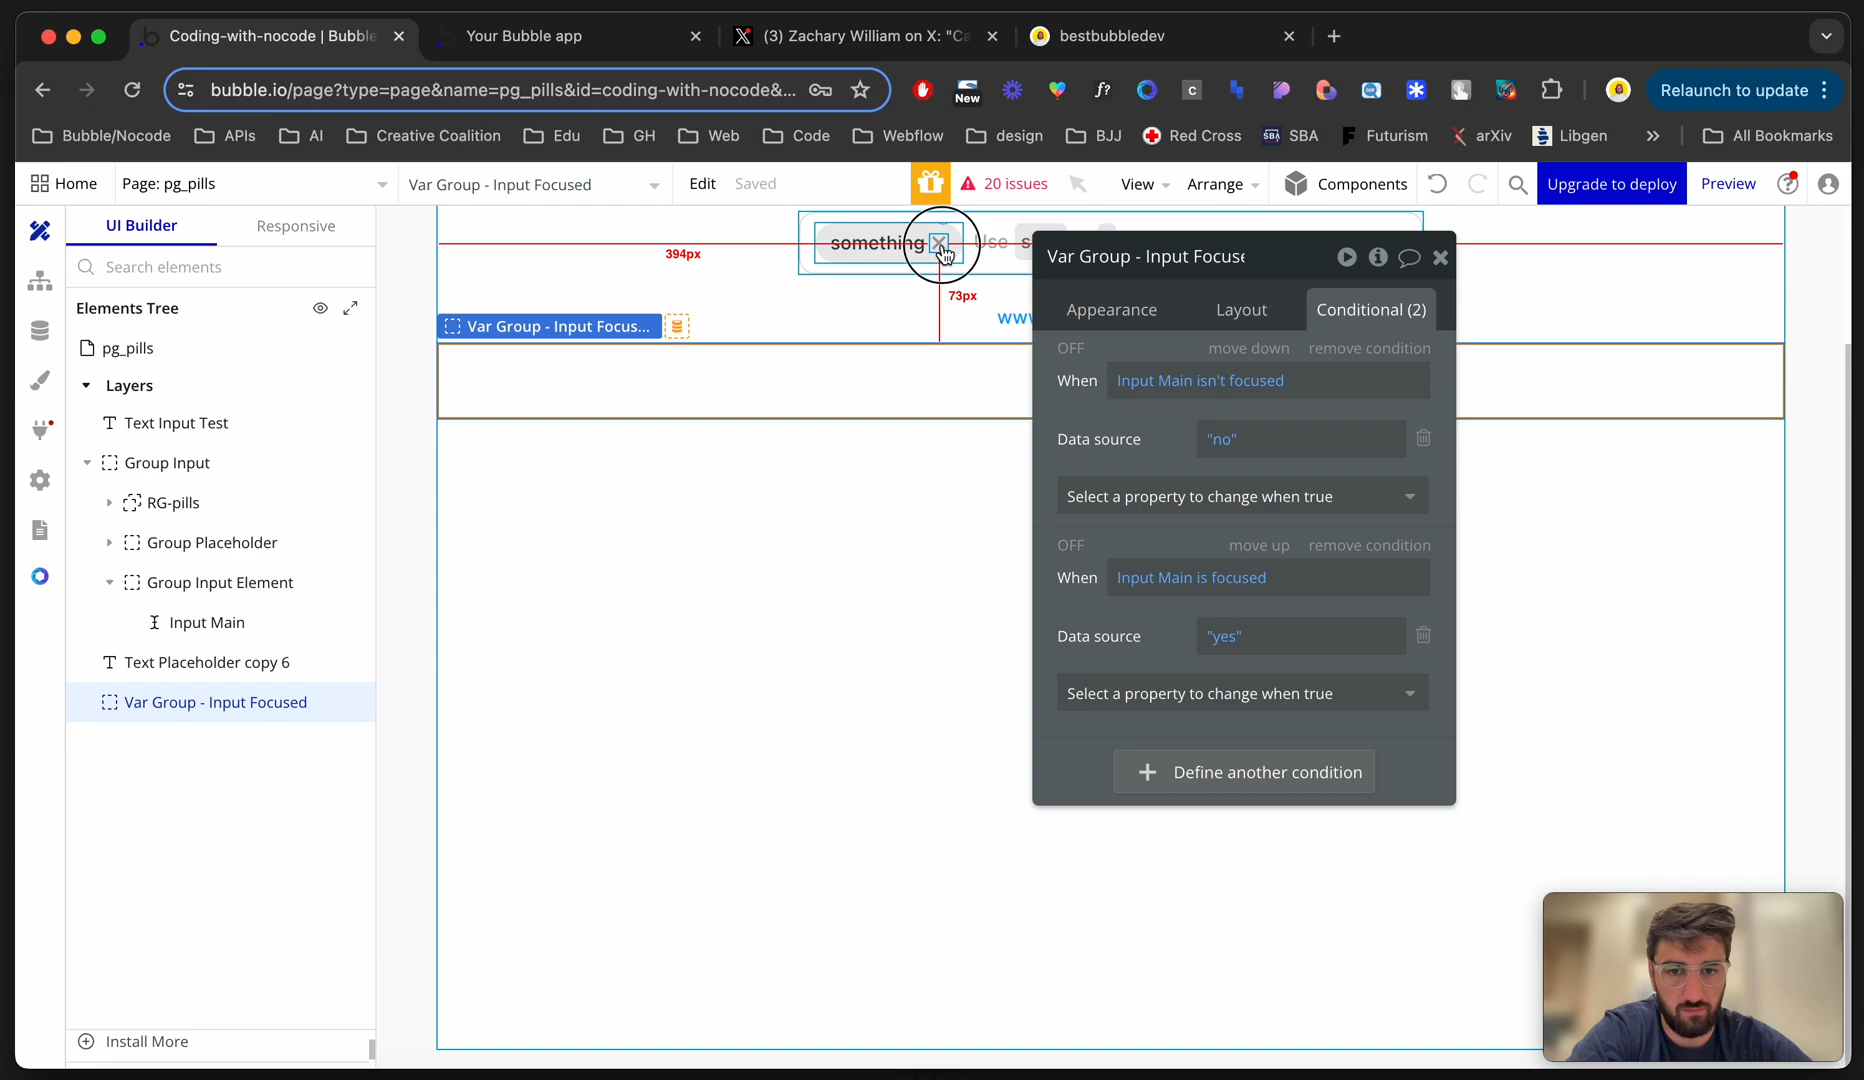 Coding-with-nocode | Bubble
Your Bubble app
(3) Zachary William on X: "Ca
bestbubbledev
bubble.io/page?type=page&name=pg_pills&id=coding-with-nocode&...
New
Relaunch to update
Bubble/Nocode
APIs
AI
Creative Coalition
Edu
GH
Web
Code
Webflow
design
BJJ
Red Cross
SBA
SBA
Futurism
arXiv
Libgen
All Bookmarks
Home
Page: pg_pills
Var Group - Input Focused
Edit
Saved
20 issues
View
Arrange
Components
Upgrade to deploy
Preview
UI Builder
Responsive
Search elements
Elements Tree
pg_pills
Layers
Text Input Test
Group Input
RG-pills
Group Placeholder
Group Input Element
Input Main
Text Placeholder copy 6
Var Group - Input Focused
Install More
something
Use
394px
73px
Var Group - Input Focus...
Var Group - Input Focuse
Appearance
Layout
Conditional (2)
OFF
move down
remove condition
When
Input Main isn't focused
Data source
"no"
Select a property to change when true
OFF
move up
remove condition
When
Input Main is focused
Data source
"yes"
Select a property to change when true
Define another condition